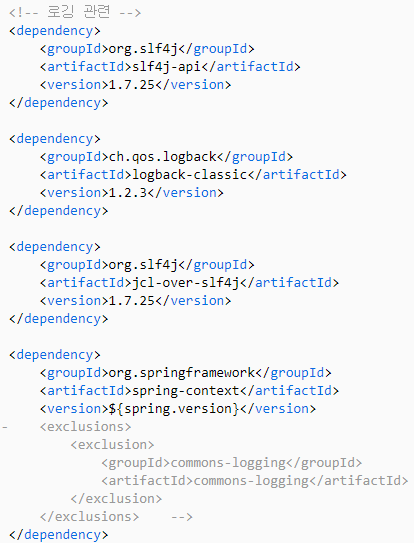 <!-- 로깅 관련 -->
<dependency>
    <groupId>org.slf4j</groupId>
    <artifactId>slf4j-api</artifactId>
    <version>1.7.25</version>
</dependency>

<dependency>
    <groupId>ch.qos.logback</groupId>
    <artifactId>logback-classic</artifactId>
    <version>1.2.3</version>
</dependency>

<dependency>
    <groupId>org.slf4j</groupId>
    <artifactId>jcl-over-slf4j</artifactId>
    <version>1.7.25</version>
</dependency>

<dependency>
    <groupId>org.springframework</groupId>
    <artifactId>spring-context</artifactId>
    <version>${spring.version}</version>
-    <exclusions>
        <exclusion>
            <groupId>commons-logging</groupId>
            <artifactId>commons-logging</artifactId>
        </exclusion>
    </exclusions>    -->
</dependency>